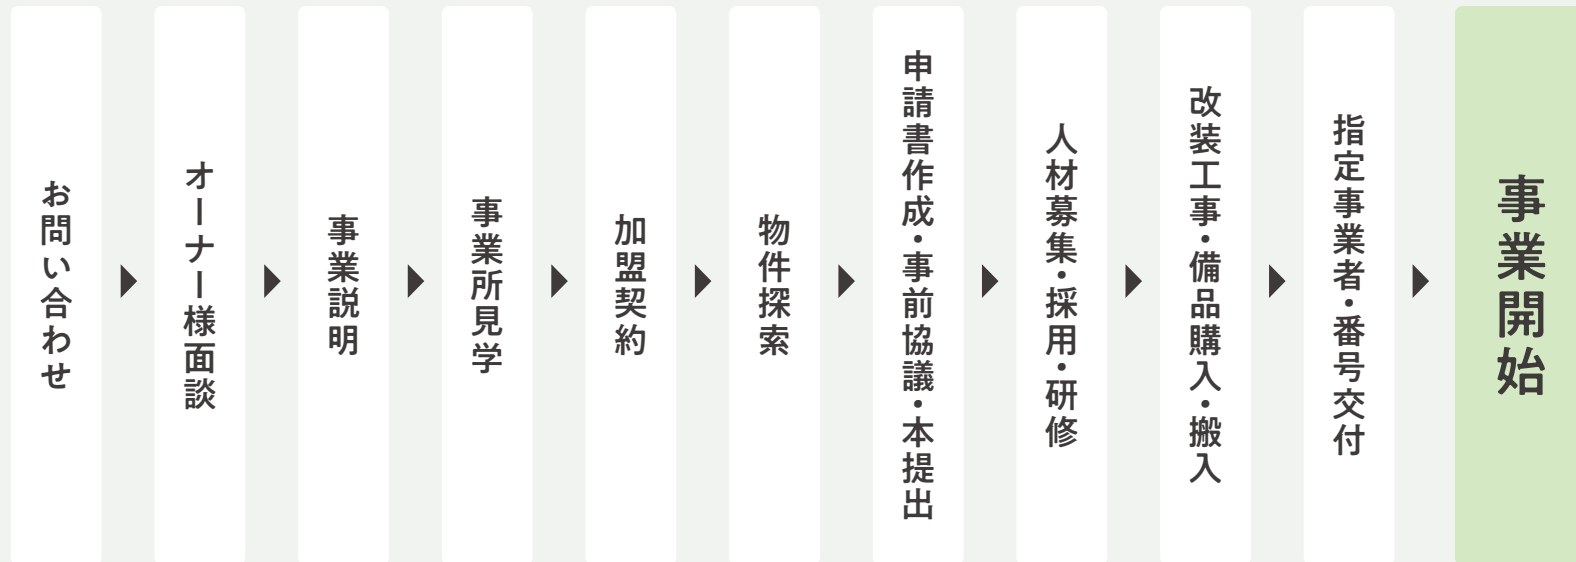 お問い合わせ
オーナー様面談
事業説明
事業所見学
加盟契約
物件探索
申請書作成・事前協議・本提出
人材募集・採用・研修
改装工事・備品購入・搬入
指定事業者・番号交付
事業開始